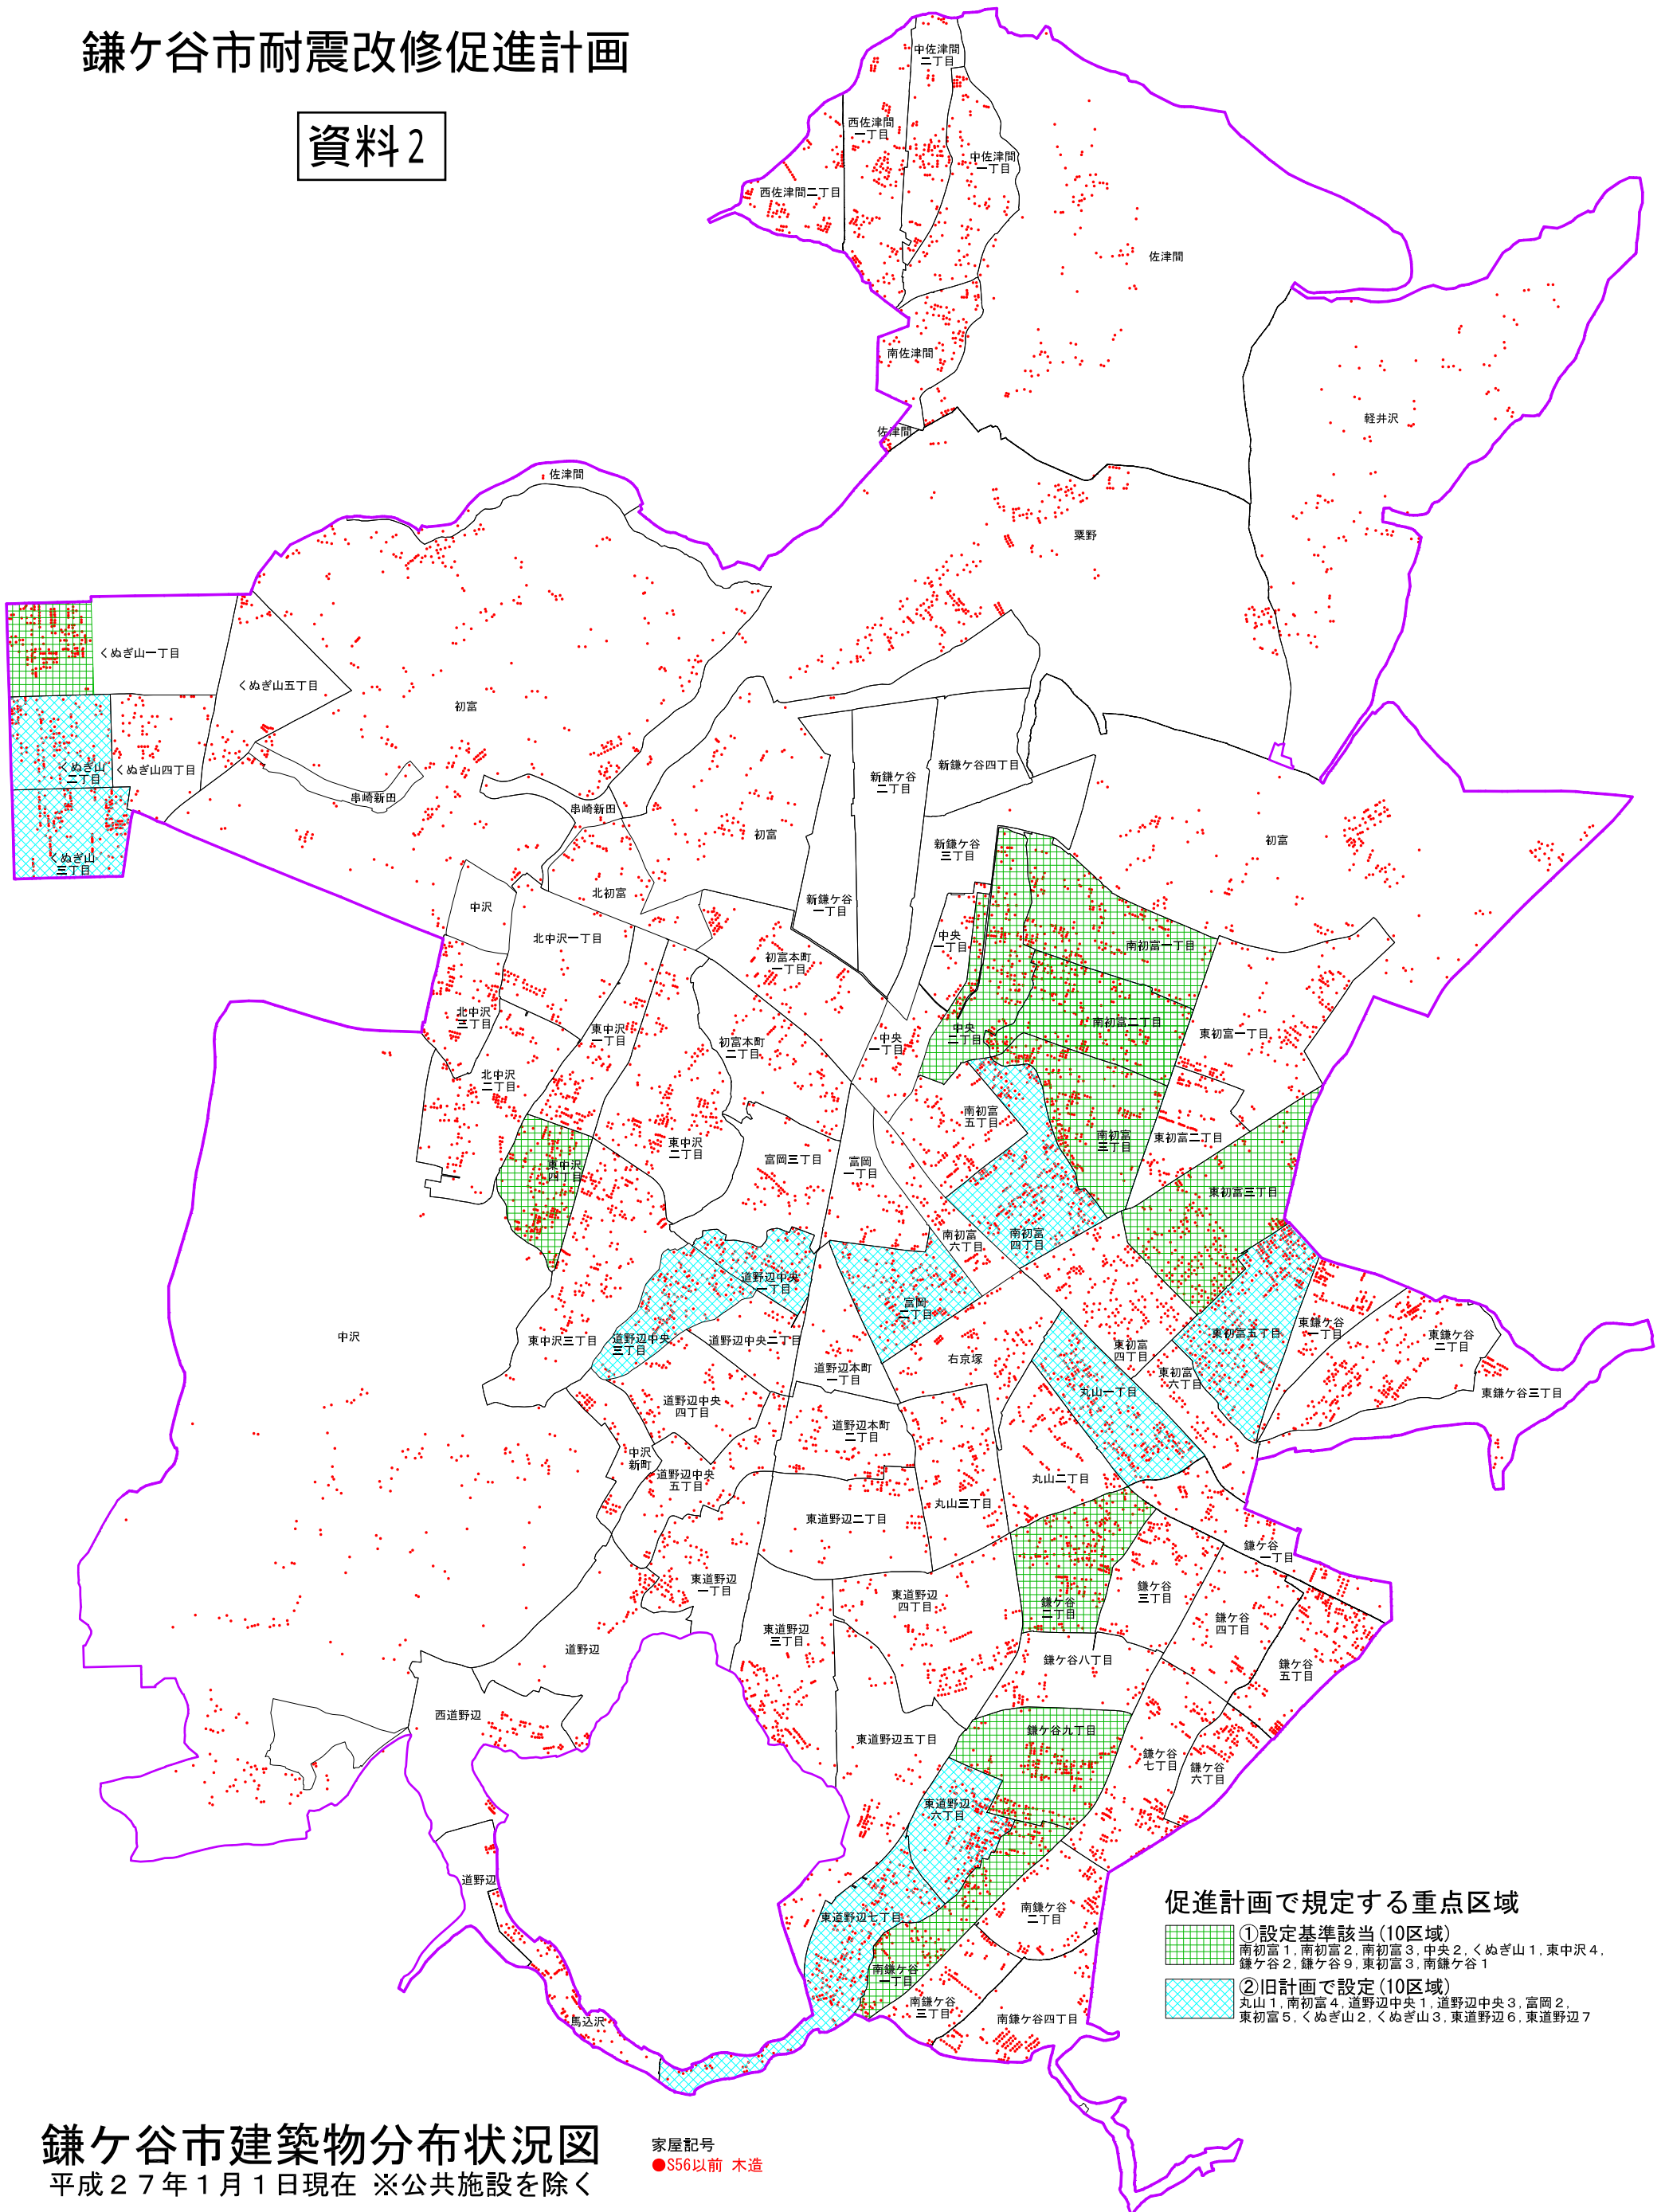 鎌ケ谷市耐震改修促進計画
資料2
中佐津間
二丁目
西佐津間
一丁目
中佐津間
一丁目
西佐津間二丁目
佐津間
南佐津間
軽井沢
佐津間
佐津間
粟野
くぬぎ山一丁目
くぬぎ山五丁目
初富
くぬぎ山
二丁目
くぬぎ山四丁目
串崎新田
串崎新田
くぬぎ山
三丁目
新鎌ケ谷四丁目
新鎌ケ谷
二丁目
初富
新鎌ケ谷
三丁目
初富
北初富
新鎌ケ谷
一丁目
中沢
北中沢一丁目
中央
一丁目
南初富一丁目
初富本町
一丁目
北中沢
三丁目
東中沢
一丁目
初富本町
二丁目
中央
一丁目
中央
二丁目
南初富二丁目
東初富一丁目
北中沢
二丁目
南初富
五丁目
東中沢
二丁目
南初富
三丁目
東初富二丁目
東中沢
四丁目
富岡三丁目
富岡
一丁目
東初富三丁目
南初富
六丁目
南初富
四丁目
道野辺中央
一丁目
富岡
二丁目
中沢
東中沢三丁目
道野辺中央
三丁目
道野辺中央二丁目
道野辺本町
一丁目
右京塚
東初富
四丁目
東初富五丁目
東鎌ケ谷
一丁目
東鎌ケ谷
二丁目
東初富
六丁目
丸山一丁目
東鎌ケ谷三丁目
道野辺中央
四丁目
道野辺本町
二丁目
中沢
新町
道野辺中央
五丁目
丸山二丁目
丸山三丁目
東道野辺二丁目
鎌ケ谷
一丁目
東道野辺
一丁目
東道野辺
四丁目
鎌ケ谷
二丁目
鎌ケ谷
三丁目
鎌ケ谷
四丁目
東道野辺
三丁目
道野辺
鎌ケ谷八丁目
鎌ケ谷
五丁目
西道野辺
東道野辺五丁目
鎌ケ谷九丁目
鎌ケ谷
七丁目
鎌ケ谷
六丁目
東道野辺
六丁目
道野辺
東道野辺七丁目
南鎌ケ谷
二丁目
南鎌ケ谷
一丁目
南鎌ケ谷
三丁目
南鎌ケ谷四丁目
馬込沢
促進計画で規定する重点区域
①設定基準該当(10区域)
南初富１,南初富２,南初富３,中央２,くぬぎ山１,東中沢４,
鎌ケ谷２,鎌ケ谷９,東初富３,南鎌ケ谷１
②旧計画で設定(10区域)
丸山１,南初富４,道野辺中央１,道野辺中央３,富岡２,
東初富５,くぬぎ山２,くぬぎ山３,東道野辺６,東道野辺７
鎌ケ谷市建築物分布状況図
平成２７年１月１日現在 ※公共施設を除く
家屋記号
●S56以前 木造